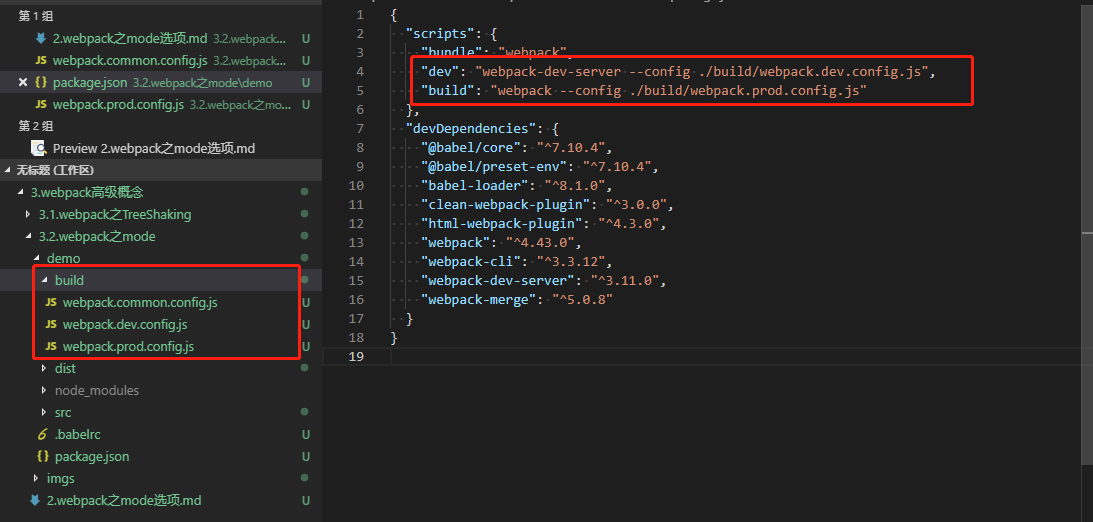 第 1 组
2.webpack之mode选项.md 3.2.webpack... U
JS webpack.common.config.js 3.2.webpac... U
{} package.json 3.2.webpack之mode\demo U
JS webpack.prod.config.js 3.2.webpack之mo... U
第 2 组
Preview 2.webpack之mode选项.md
无标题 (工作区)
3.webpack高级概念
3.1.webpack之TreeShaking
3.2.webpack之mode
demo
build
JS webpack.common.config.js U
JS webpack.dev.config.js U
JS webpack.prod.config.js U
dist
node_modules
src
.babelrc U
{} package.json U
imgs
2.webpack之mode选项.md U
1 {
2 "scripts": {
3 "bundle": "webpack",
4 "dev": "webpack-dev-server --config ./build/webpack.dev.config.js",
5 "build": "webpack --config ./build/webpack.prod.config.js"
6 },
7 "devDependencies": {
8 "@babel/core": "^7.10.4",
9 "@babel/preset-env": "^7.10.4",
10 "babel-loader": "^8.1.0",
11 "clean-webpack-plugin": "^3.0.0",
12 "html-webpack-plugin": "^4.3.0",
13 "webpack": "^4.43.0",
14 "webpack-cli": "^3.3.12",
15 "webpack-dev-server": "^3.11.0",
16 "webpack-merge": "^5.0.8"
17 }
18 }
19